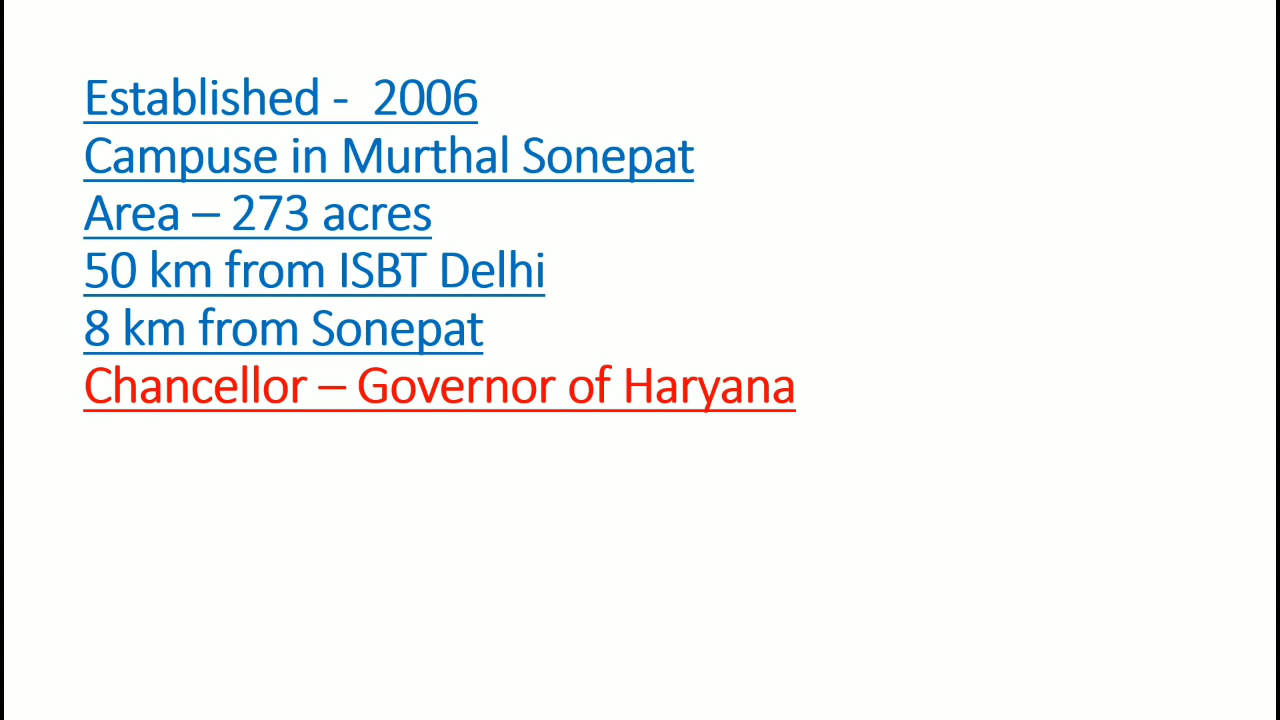 Established -  2006
Campuse in Murthal Sonepat
Area – 273 acres
50 km from ISBT Delhi
8 km from Sonepat
Chancellor – Governor of Haryana